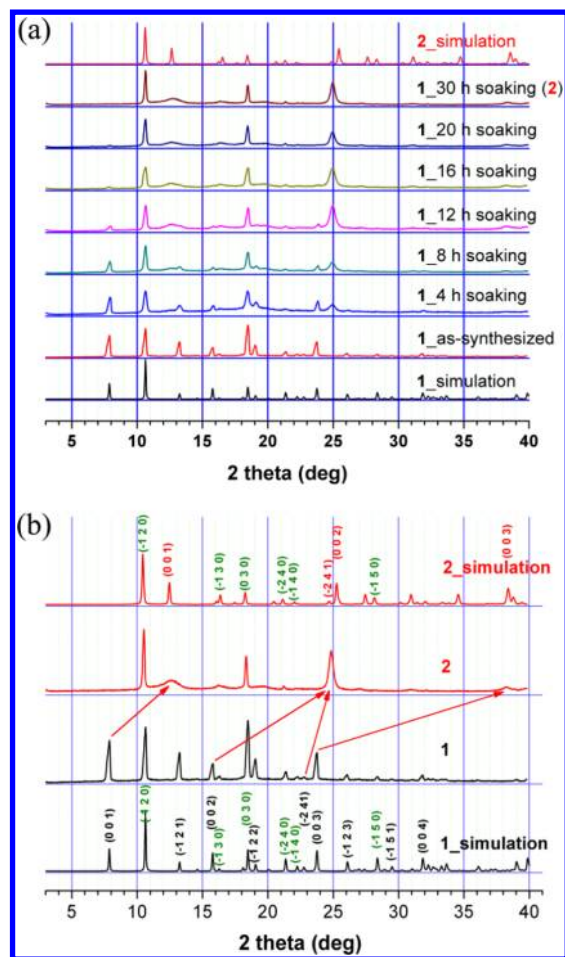 (a)
2_simulation
1_30 h soaking (2)
1_20 h soaking
1_16 h soaking
1_12 h soaking
1_8 h soaking
1_4 h soaking
1_as-synthesized
1_simulation
5 10 15 20 25 30 35 40
2 theta (deg)
(b)
(-1 2 0)
(0 0 1)
(-1 3 0)
(0 3 0)
(-2 4 0)
(-1 4 0)
(-2 4 1)
(0 0 2)
(-1 5 0)
(0 0 3)
2_simulation
2
1
(0 0 1)
(-1 2 0)
(-1 2 1)
(0 0 2)
(-1 3 0)
(0 3 0)
(-1 2 2)
(-2 4 0)
(-1 4 0)
(-2 41)
(0 0 3)
(-1 2 3)
(-1 5 0)
(-1 5 1)
(0 0 4)
1_simulation
5 10 15 20 25 30 35 40
2 theta (deg)